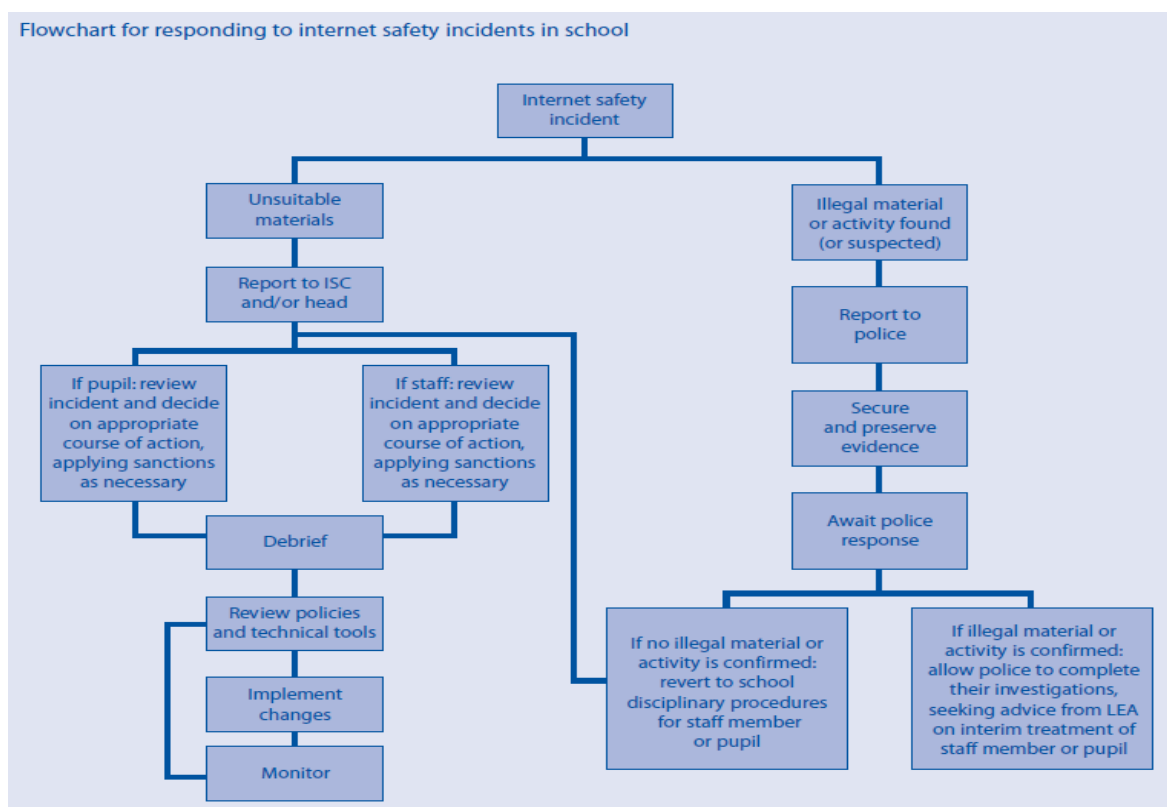 Flowchart for responding to internet safety incidents in school
Internet safety
incident
Unsuitable
materials
Report to ISC
and/or head
If pupil: review
incident and decide
on appropriate
course of action,
applying sanctions
as necessary
If staff: review
incident and decide
on appropriate
course of action,
applying sanctions
as necessary
Debrief
Review policies
and technical tools
Implement
changes
Monitor
Illegal material
or activity found
(or suspected)
Report to
police
Secure
and preserve
evidence
Await police
response
If no illegal material or
activity is confirmed:
revert to school
disciplinary procedures
for staff member
or pupil
If illegal material or
activity is confirmed:
allow police to complete
their investigations,
seeking advice from LEA
on interim treatment of
staff member or pupil